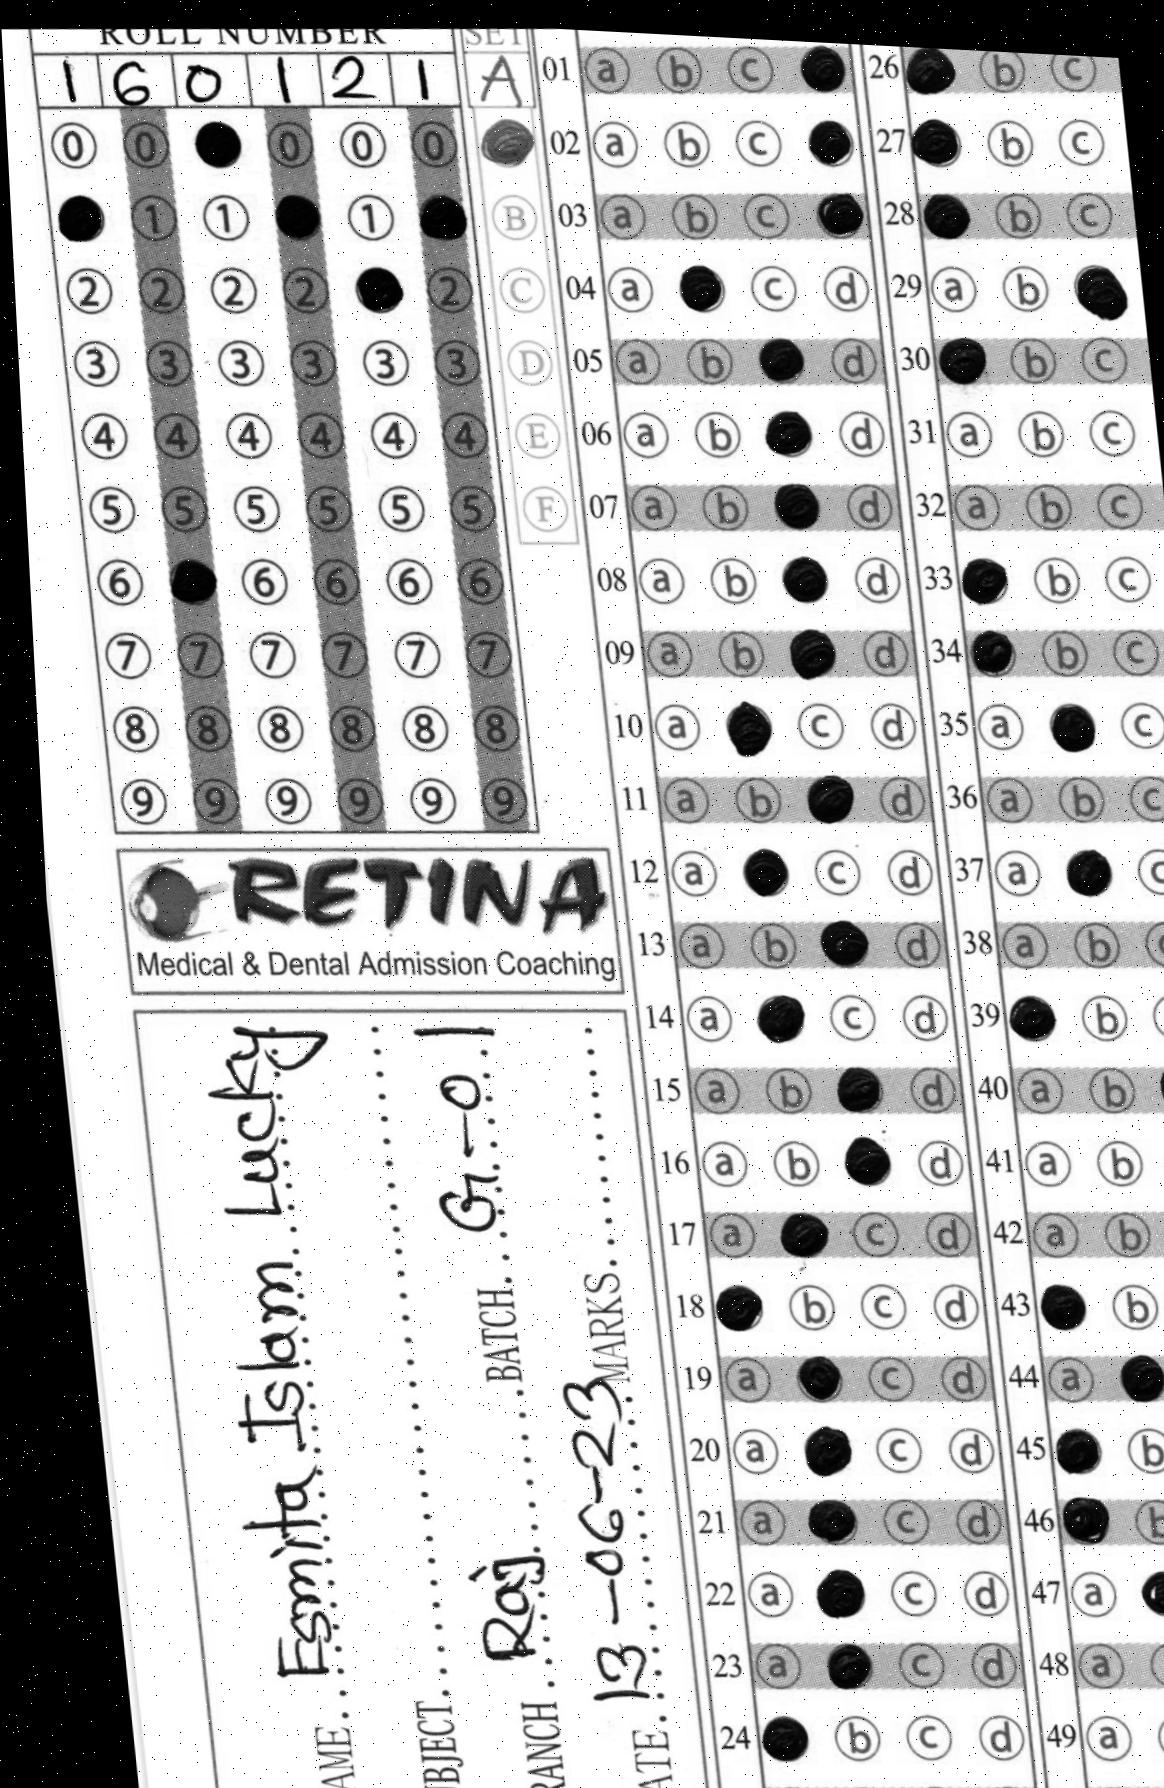 ROLL NUMBER SET
1 6 0 1 2 1 A
0 0 0 0 0
1 1 1 B
2 2 2 2 2 C
3 3 3 3 3 3 D
4 4 4 4 4 4 E
5 5 5 5 5 5 F
6 6 6 6 6
7 7 7 7 7 7
8 8 8 8 8 8
9 9 9 9 9 9
RETINA
Medical & Dental Admission Coaching
AME Esmita Islam Lucky
BJECT
RANCH Raj BATCH G-01
ATE 13-06-23 MARKS
01 a b c
02 a b c
03 a b c
04 a c d
05 a b d
06 a b d
07 a b d
08 a b d
09 a b d
10 a c d
11 a b d
12 a c d
13 a b d
14 a c d
15 a b d
16 a b d
17 a c d
18 b c d
19 a c d
20 a c d
21 a c d
22 a c d
23 a c d
24 b c d
26 b c
27 b c
28 b c
29 a b
30 b c
31 a b c
32 a b c
33 b c
34 b c
35 a c
36 a b c
37 a c
38 a b
39 b
40 a b
41 a b
42 a b
43 b
44 a
45 b
46 b
47 a
48 a
49 a